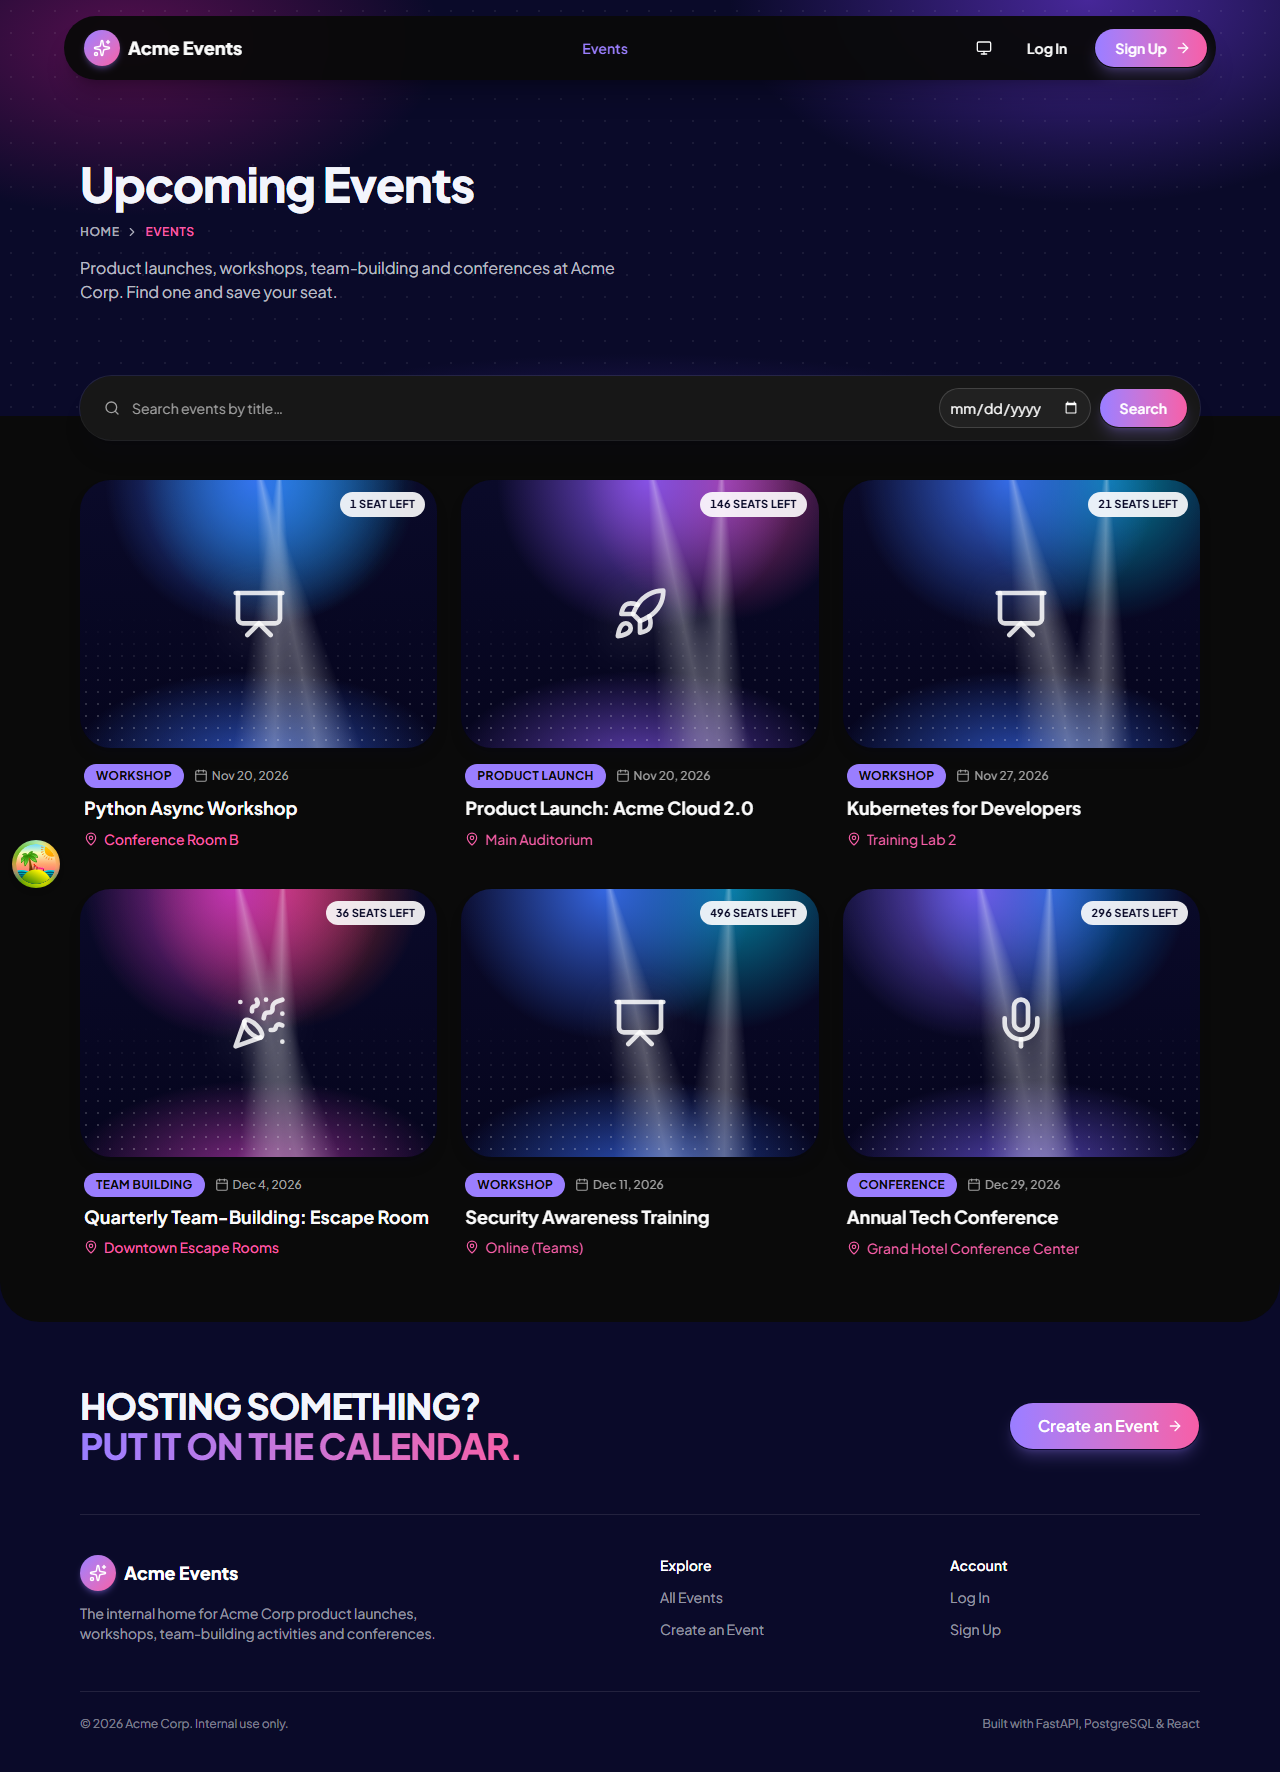 Acme Events
Events
Log In
Sign Up
Upcoming Events
HOME > EVENTS
Product launches, workshops, team-building and conferences at Acme
Corp. Find one and save your seat.
Search events by title…
mm/dd/yyyy
Search
1 SEAT LEFT
146 SEATS LEFT
21 SEATS LEFT
WORKSHOP Nov 20, 2026
Python Async Workshop
Conference Room B
PRODUCT LAUNCH Nov 20, 2026
Product Launch: Acme Cloud 2.0
Main Auditorium
WORKSHOP Nov 27, 2026
Kubernetes for Developers
Training Lab 2
36 SEATS LEFT
496 SEATS LEFT
296 SEATS LEFT
TEAM BUILDING Dec 4, 2026
Quarterly Team-Building: Escape Room
Downtown Escape Rooms
WORKSHOP Dec 11, 2026
Security Awareness Training
Online (Teams)
CONFERENCE Dec 29, 2026
Annual Tech Conference
Grand Hotel Conference Center
HOSTING SOMETHING?
PUT IT ON THE CALENDAR.
Create an Event
Acme Events
The internal home for Acme Corp product launches,
workshops, team-building activities and conferences.
Explore
All Events
Create an Event
Account
Log In
Sign Up
© 2026 Acme Corp. Internal use only.
Built with FastAPI, PostgreSQL & React